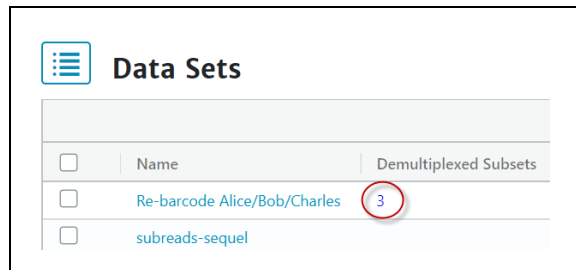 Data Sets
Name Demultiplexed Subsets
Re-barcode Alice/Bob/Charles 3
subreads-sequel